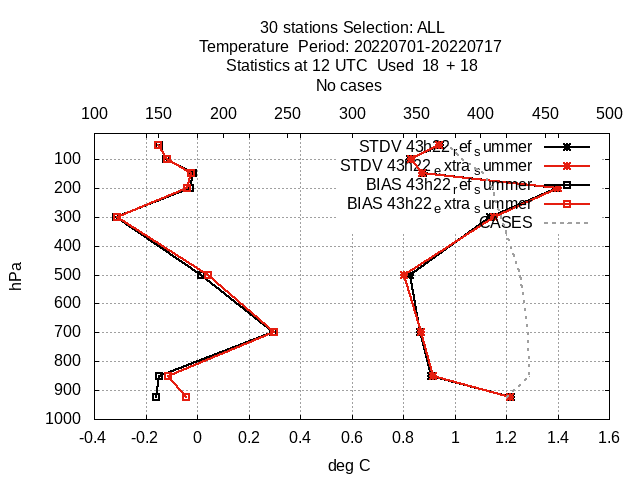 30 stations Selection: ALL
Temperature  Period: 20220701-20220717
Statistics at 12 UTC  Used  18  + 18
No cases
100 150 200 250 300 350 400 450 500
STDV 43h22_ref_summer
STDV 43h22_extra_summer
BIAS 43h22_ref_summer
BIAS 43h22_extra_summer
CASES
100
200
300
400
500
600
700
800
900
1000
hPa
-0.4 -0.2 0 0.2 0.4 0.6 0.8 1 1.2 1.4 1.6
deg C